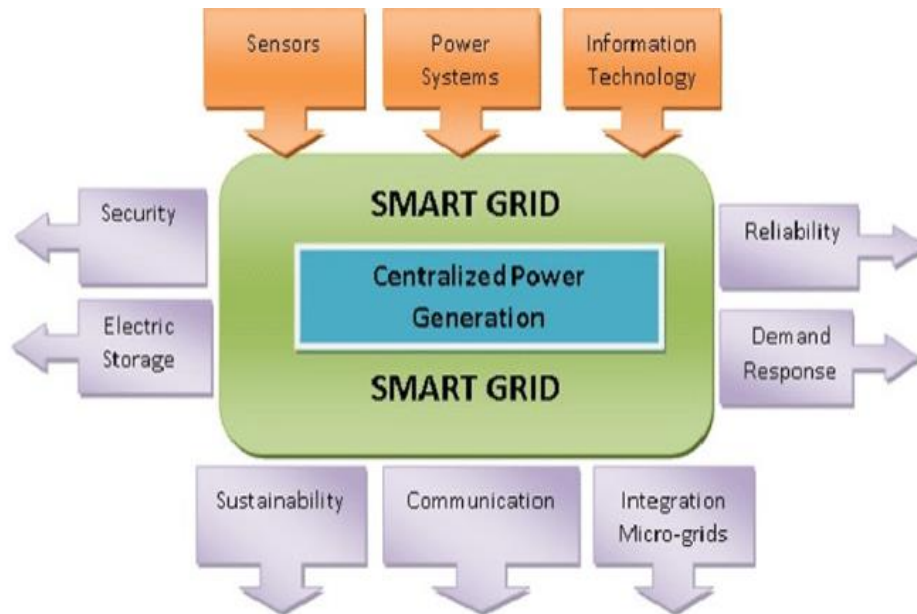 Sensors
Power
Systems
Information
Technology
SMART GRID
Security
Reliability
Centralized Power
Generation
Electric
Storage
Demand
Response
SMART GRID
Sustainability
Communication
Integration
Micro-grids